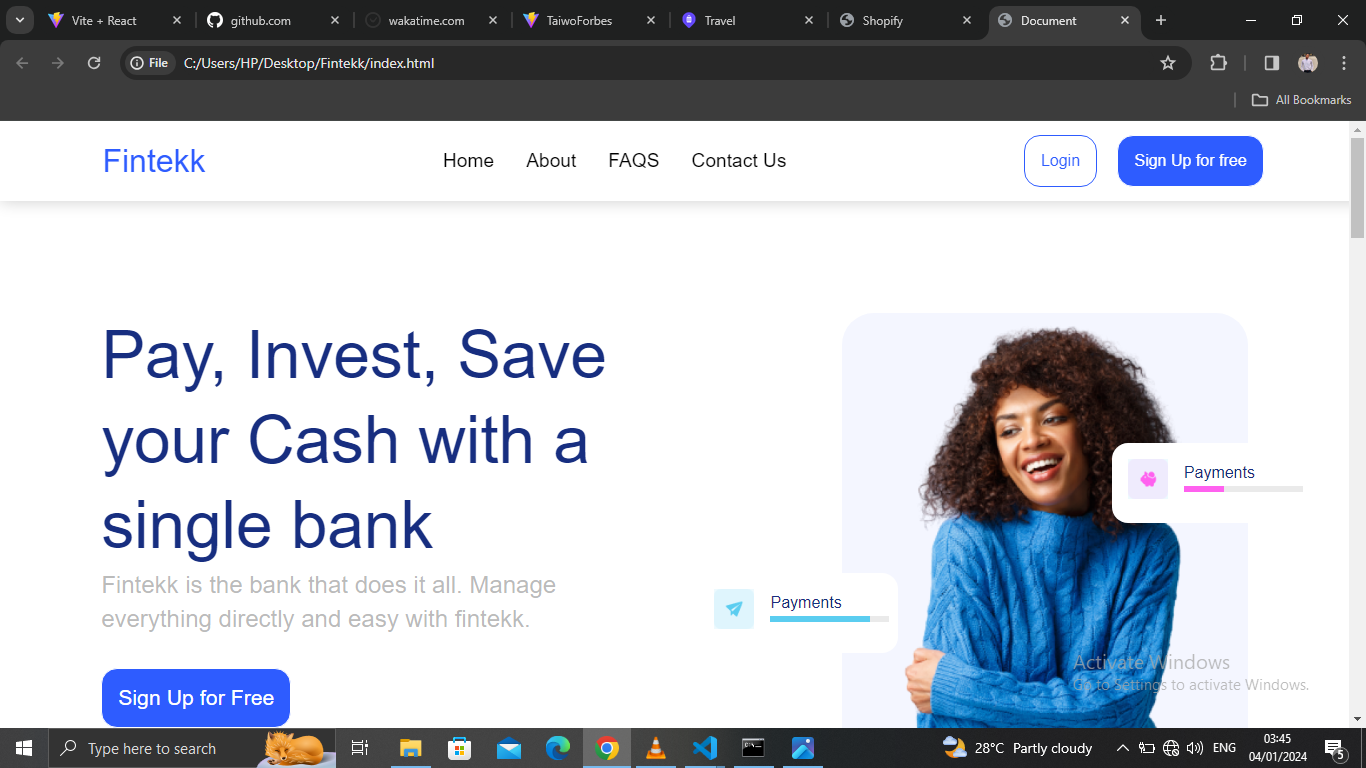 Vite + React
github.com
wakatime.com
TaiwoForbes
Travel
Shopify
Document
File C:/Users/HP/Desktop/Fintekk/index.html
All Bookmarks
Fintekk Home About FAQS Contact Us Login Sign Up for free
Pay, Invest, Save
your Cash with a
single bank
Fintekk is the bank that does it all. Manage
everything directly and easy with fintekk.
Sign Up for Free
Payments
Payments
Activate Windows
Go to Settings to activate Windows.
Type here to search
28°C Partly cloudy
ENG
03:45
04/01/2024
5